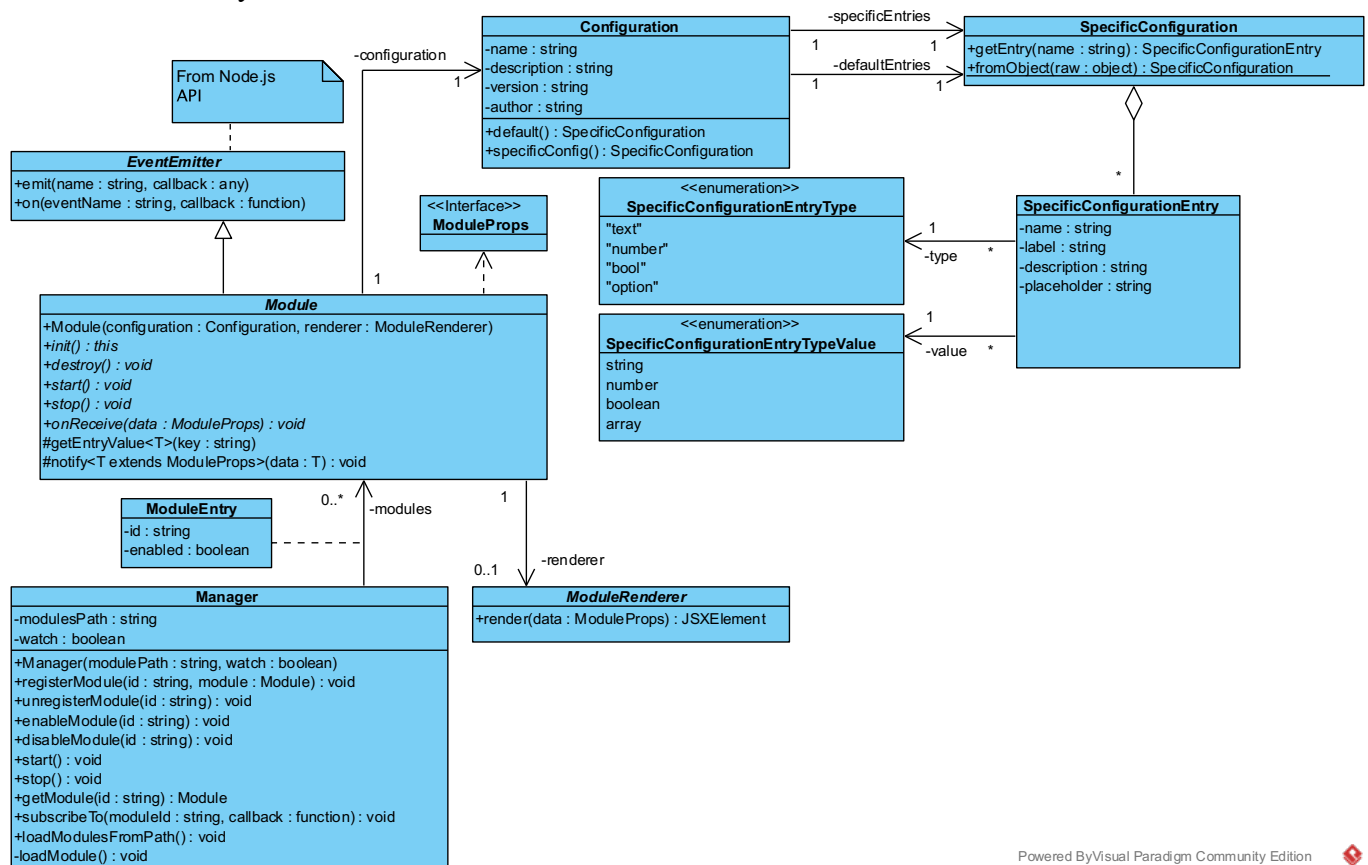 -specificEntries
1
1
-defaultEntries
1
1
Configuration
-name : string
-description : string
-version : string
-author : string
+default() : SpecificConfiguration
+specificConfig() : SpecificConfiguration
SpecificConfiguration
+getEntry(name : string) : SpecificConfigurationEntry
+fromObject(raw : object) : SpecificConfiguration
-configuration
1
1
From Node.js
API
EventEmitter
+emit(name : string, callback : any)
+on(eventName : string, callback : function)
<<Interface>>
ModuleProps
<<enumeration>>
SpecificConfigurationEntryType
"text"
"number"
"bool"
"option"
1
-type
*
*
SpecificConfigurationEntry
-name : string
-label : string
-description : string
-placeholder : string
<<enumeration>>
SpecificConfigurationEntryTypeValue
string
number
boolean
array
1
-value
*
Module
+Module(configuration : Configuration, renderer : ModuleRenderer)
+init() : this
+destroy() : void
+start() : void
+stop() : void
+onReceive(data : ModuleProps) : void
#getEntryValue<T>(key : string)
#notify<T extends ModuleProps>(data : T) : void
0..*
-modules
1
-renderer
0..1
ModuleEntry
-id : string
-enabled : boolean
Manager
-modulesPath : string
-watch : boolean
+Manager(modulePath : string, watch : boolean)
+registerModule(id : string, module : Module) : void
+unregisterModule(id : string) : void
+enableModule(id : string) : void
+disableModule(id : string) : void
+start() : void
+stop() : void
+getModule(id : string) : Module
+subscribeTo(moduleId : string, callback : function) : void
+loadModulesFromPath() : void
-loadModule() : void
ModuleRenderer
+render(data : ModuleProps) : JSXElement
Powered ByVisual Paradigm Community Edition